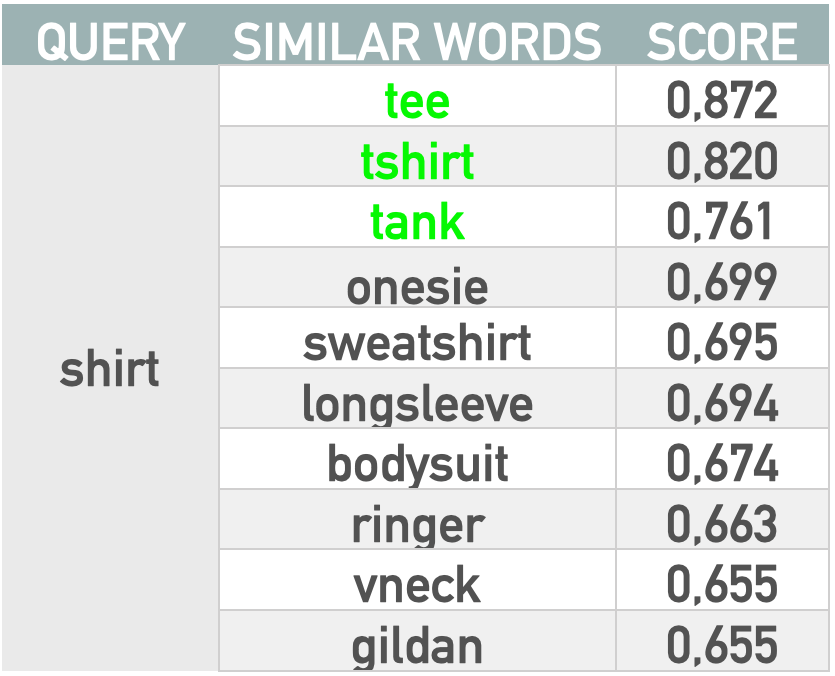 QUERY SIMILAR WORDS SCORE
tee 0,872
tshirt 0,820
tank 0,761
onesie 0,699
sweatshirt 0,695
shirt
longsleeve 0,694
bodysuit 0,674
ringer 0,663
vneck 0,655
gildan 0,655